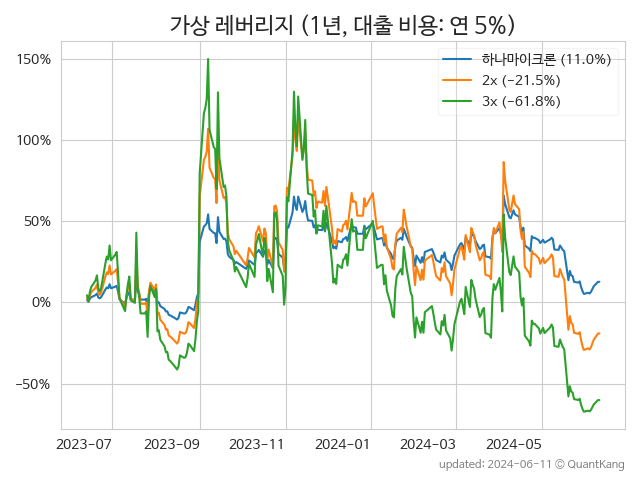 가상 레버리지 (1년, 대출 비용: 연 5%)
150%
100%
50%
0%
−50%
하나마이크론 (11.0%)
2x (−21.5%)
3x (−61.8%)
2023-07 2023-09 2023-11 2024-01 2024-03 2024-05
updated: 2024-06-11 © QuantKang